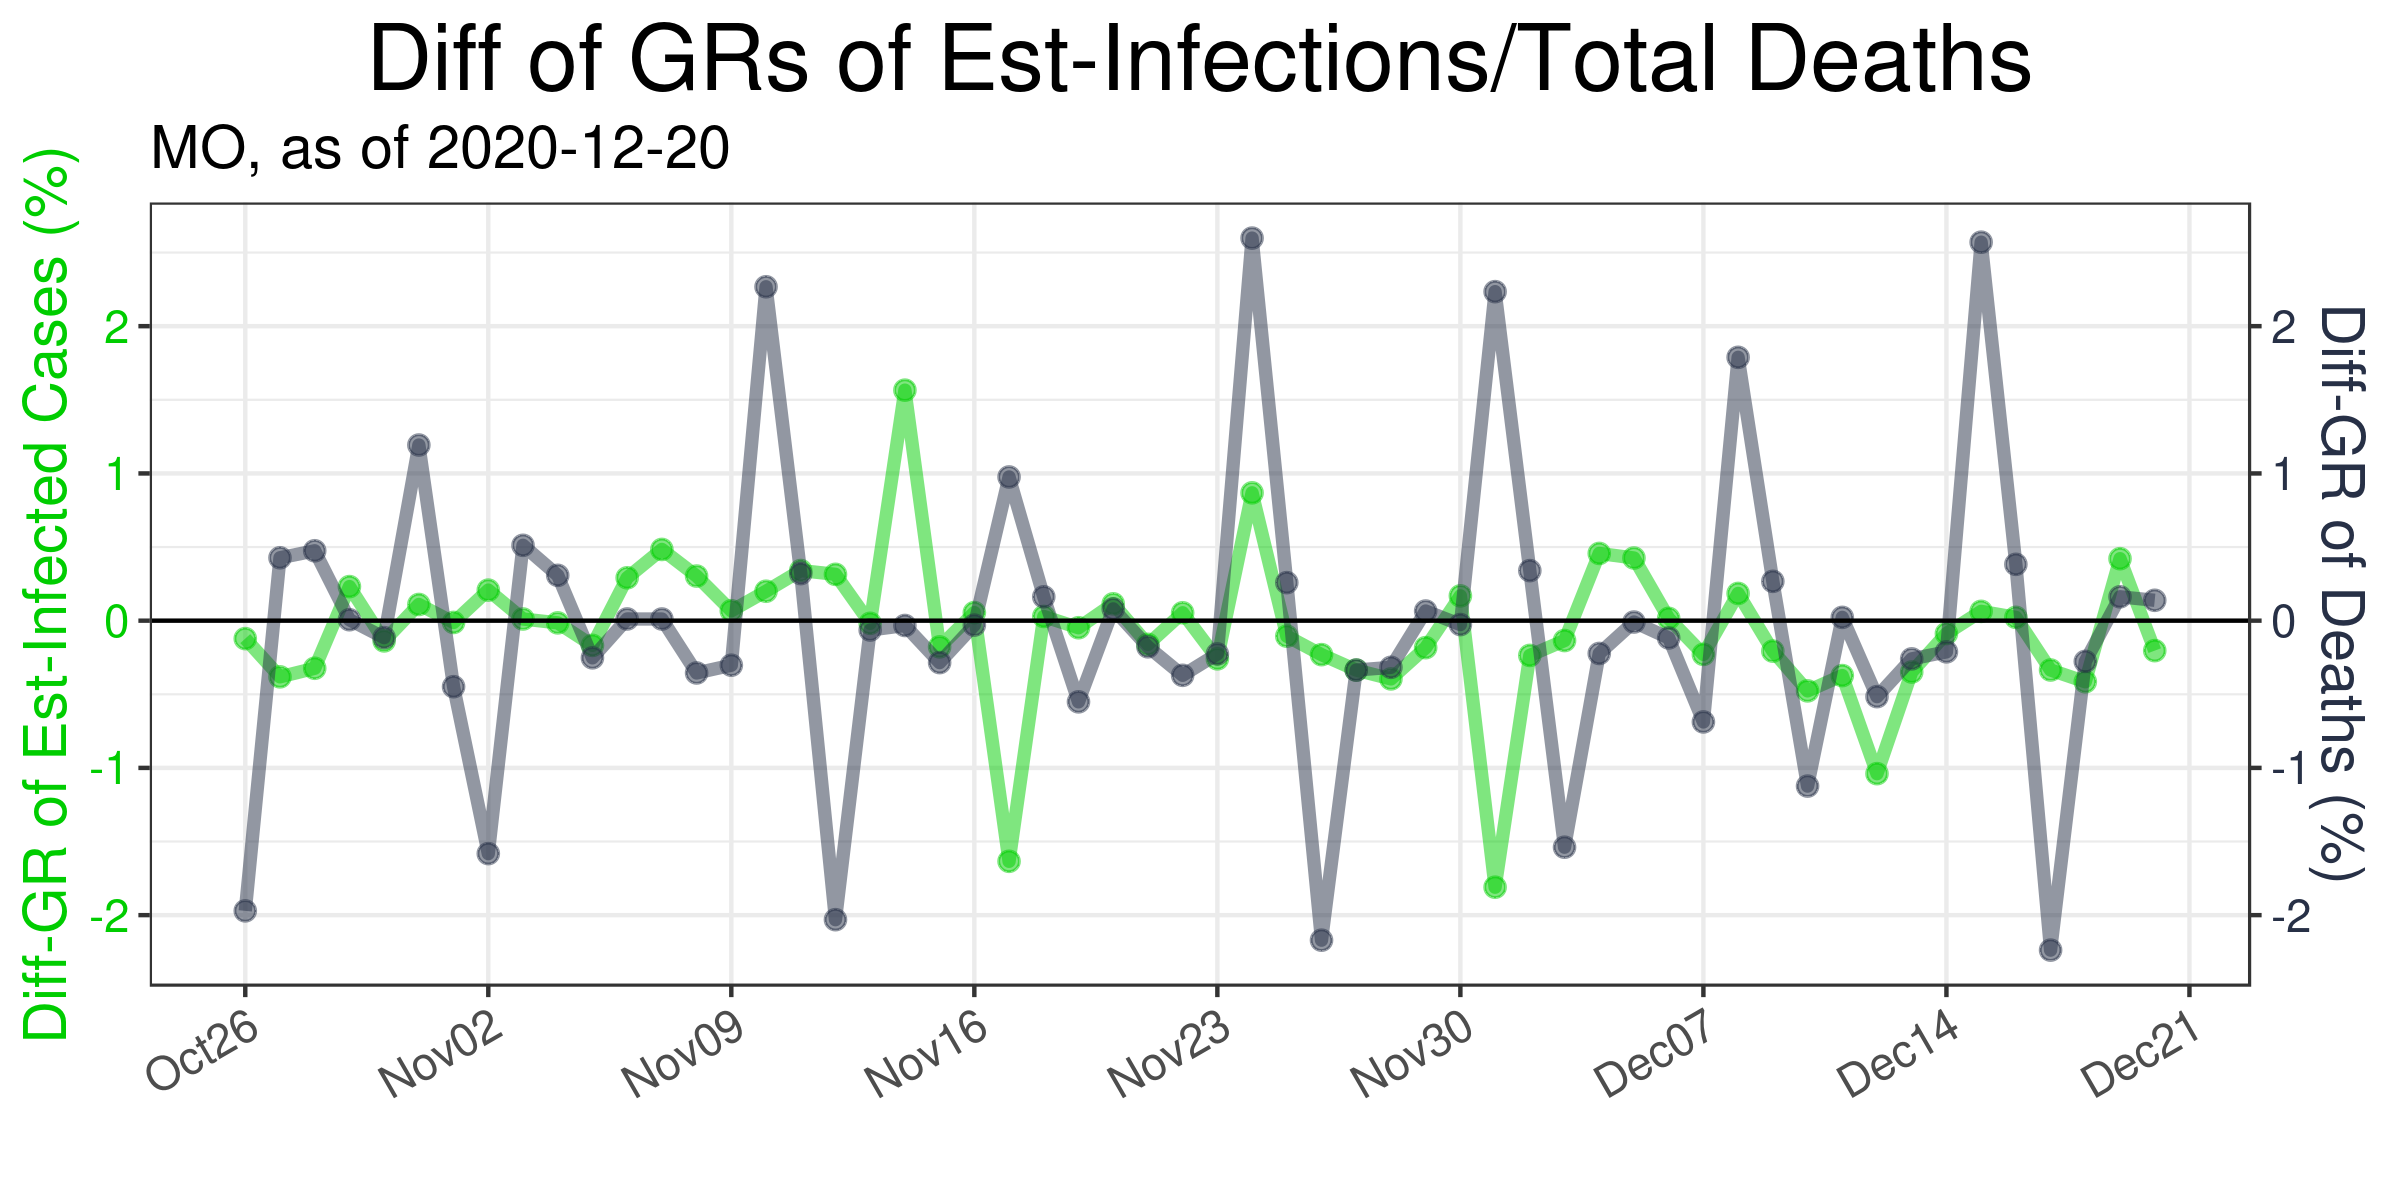 Diff of GRs of Est-Infections/Total Deaths
MO, as of 2020-12-20
Diff-GR of Est-Infected Cases (%)
2
1
0
-1
-2
2
1
0
-1
-2
Diff-GR of Deaths (%)
Oct26
Nov02
Nov09
Nov16
Nov23
Nov30
Dec07
Dec14
Dec21